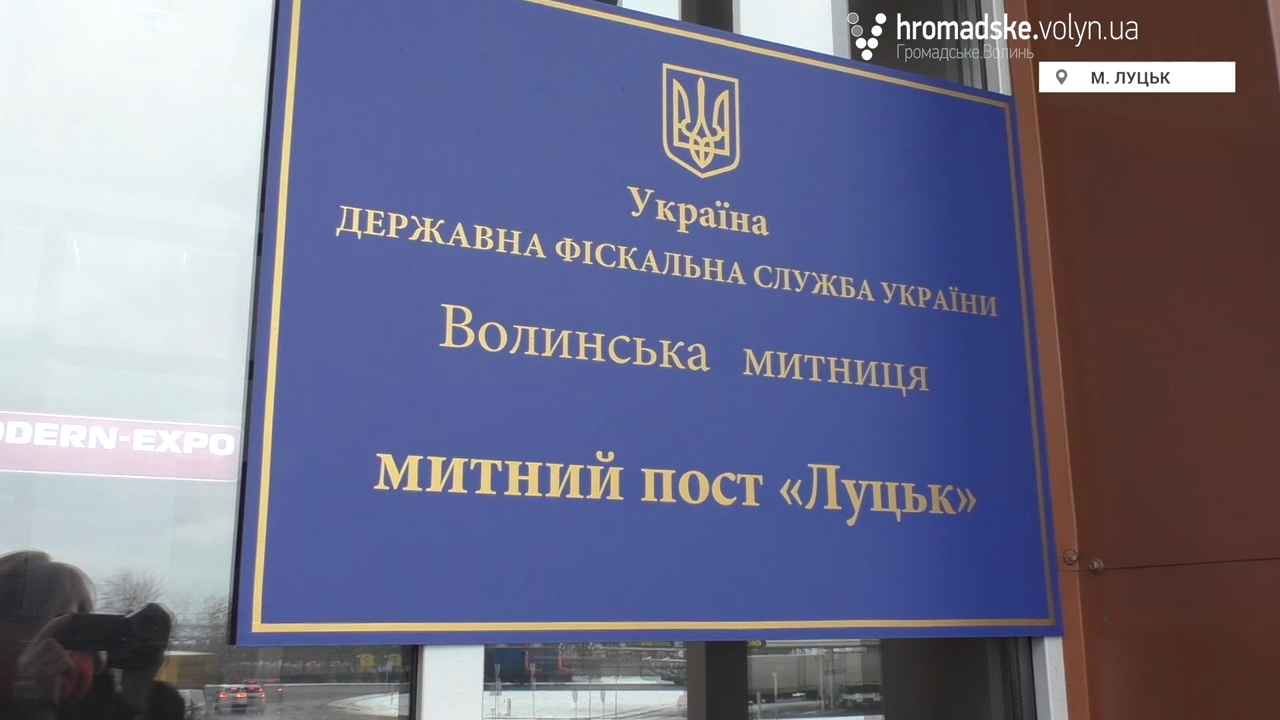 hromadske.volyn.ua
Громадське.Волинь
М. ЛУЦЬК
Україна
ДЕРЖАВНА ФІСКАЛЬНА СЛУЖБА УКРАЇНИ
Волинська митниця
митний пост «Луцьк»
ODERN-EXPO